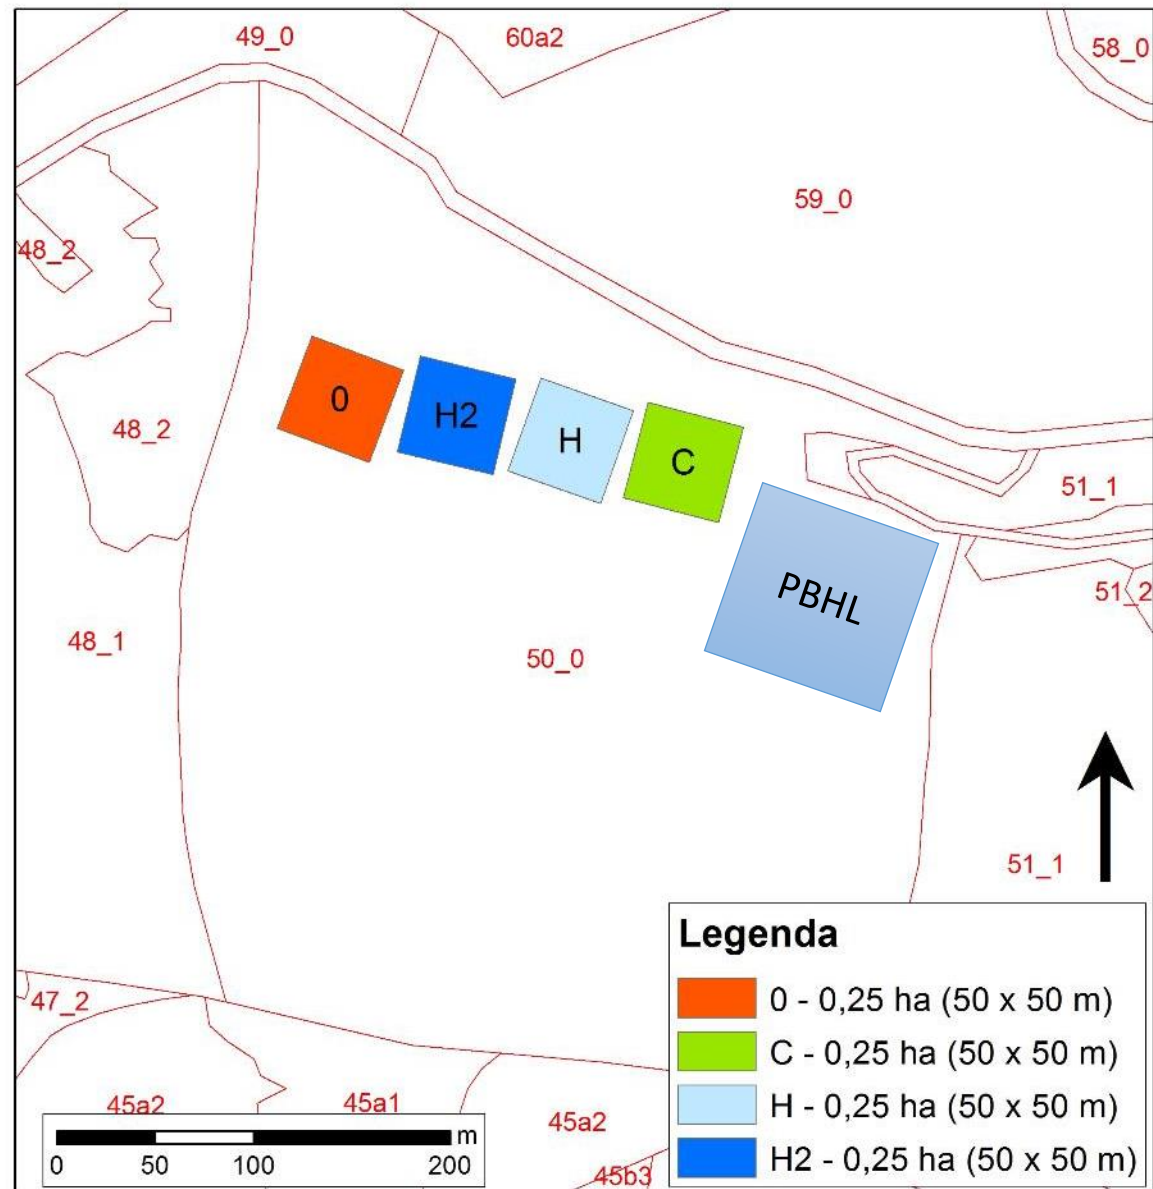 49_0
60a2
58_0
59_0
48_2
0
H2
H
C
48_2
51_1
PBHL
51_2
48_1
50_0
51_1
Legenda
0 - 0,25 ha (50 x 50 m)
C - 0,25 ha (50 x 50 m)
H - 0,25 ha (50 x 50 m)
H2 - 0,25 ha (50 x 50 m)
47_2
45a2
45a1
45a2
45b3
m
0 50 100 200